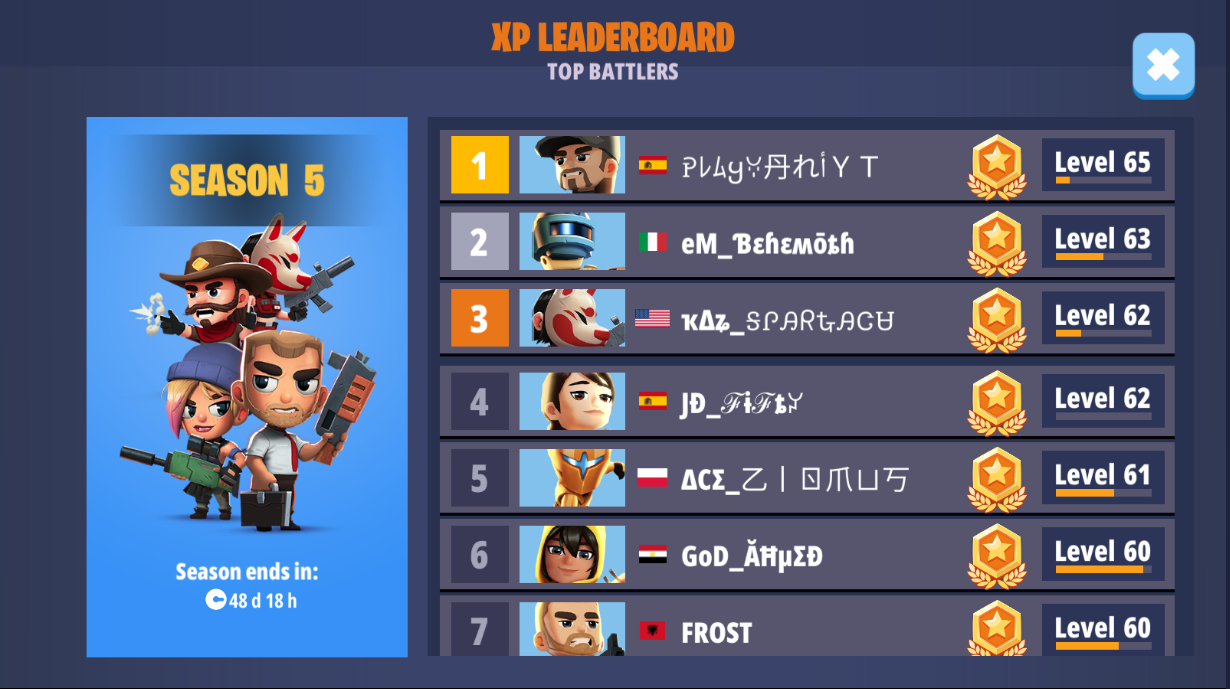 XP LEADERBOARD
TOP BATTLERS
SEASON 5
Season ends in:
48 d 18 h
1
Level 65
2 eM_Ɓɛɦɛʍōȶɦ Level 63
3 Level 62
4 Level 62
5 Level 61
6 GoD_ĂĦµΣĐ Level 60
7 FROST Level 60